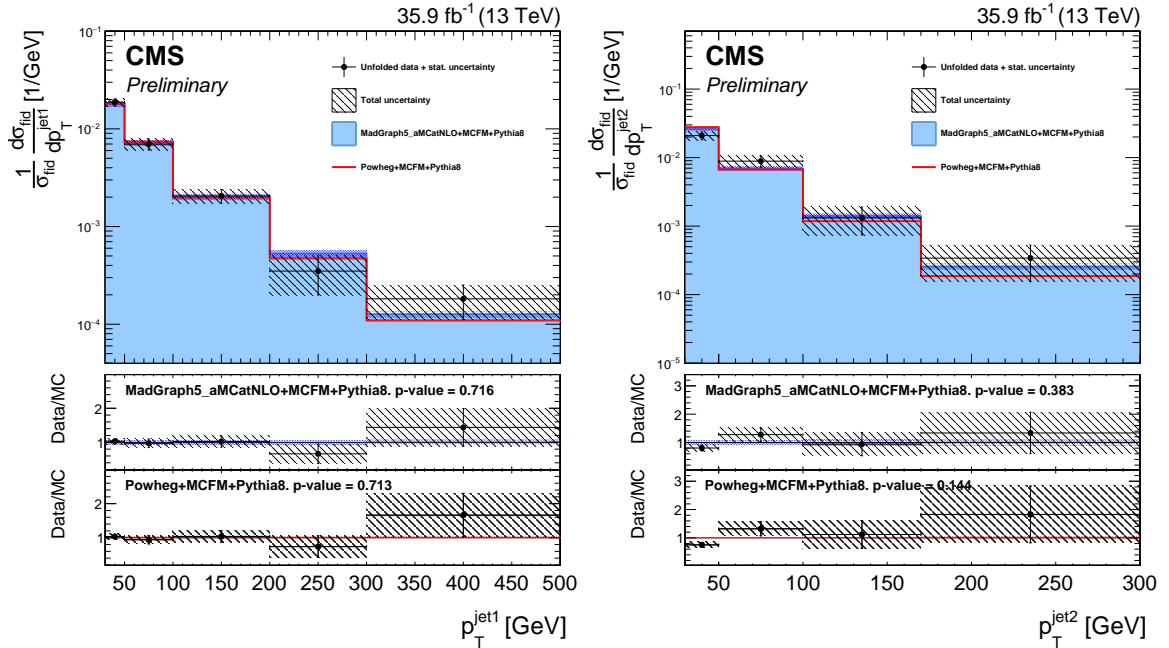 35.9 fb⁻¹ (13 TeV)
CMS
Preliminary
Unfolded data + stat. uncertainty
Total uncertainty
MadGraph5_aMCatNLO+MCFM+Pythia8
Powheg+MCFM+Pythia8
1/σ_fid dσ_fid/dp_T^jet1 [1/GeV]
10⁻¹
10⁻²
10⁻³
10⁻⁴
MadGraph5_aMCatNLO+MCFM+Pythia8. p-value = 0.716
Data/MC
2
1
Powheg+MCFM+Pythia8. p-value = 0.713
Data/MC
2
1
50 100 150 200 250 300 350 400 450 500
p_T^jet1 [GeV]
35.9 fb⁻¹ (13 TeV)
CMS
Preliminary
Unfolded data + stat. uncertainty
Total uncertainty
MadGraph5_aMCatNLO+MCFM+Pythia8
Powheg+MCFM+Pythia8
1/σ_fid dσ_fid/dp_T^jet2 [1/GeV]
10⁻¹
10⁻²
10⁻³
10⁻⁴
10⁻⁵
MadGraph5_aMCatNLO+MCFM+Pythia8. p-value = 0.383
Data/MC
3
2
1
Powheg+MCFM+Pythia8. p-value = 0.144
Data/MC
3
2
1
50 100 150 200 250 300
p_T^jet2 [GeV]